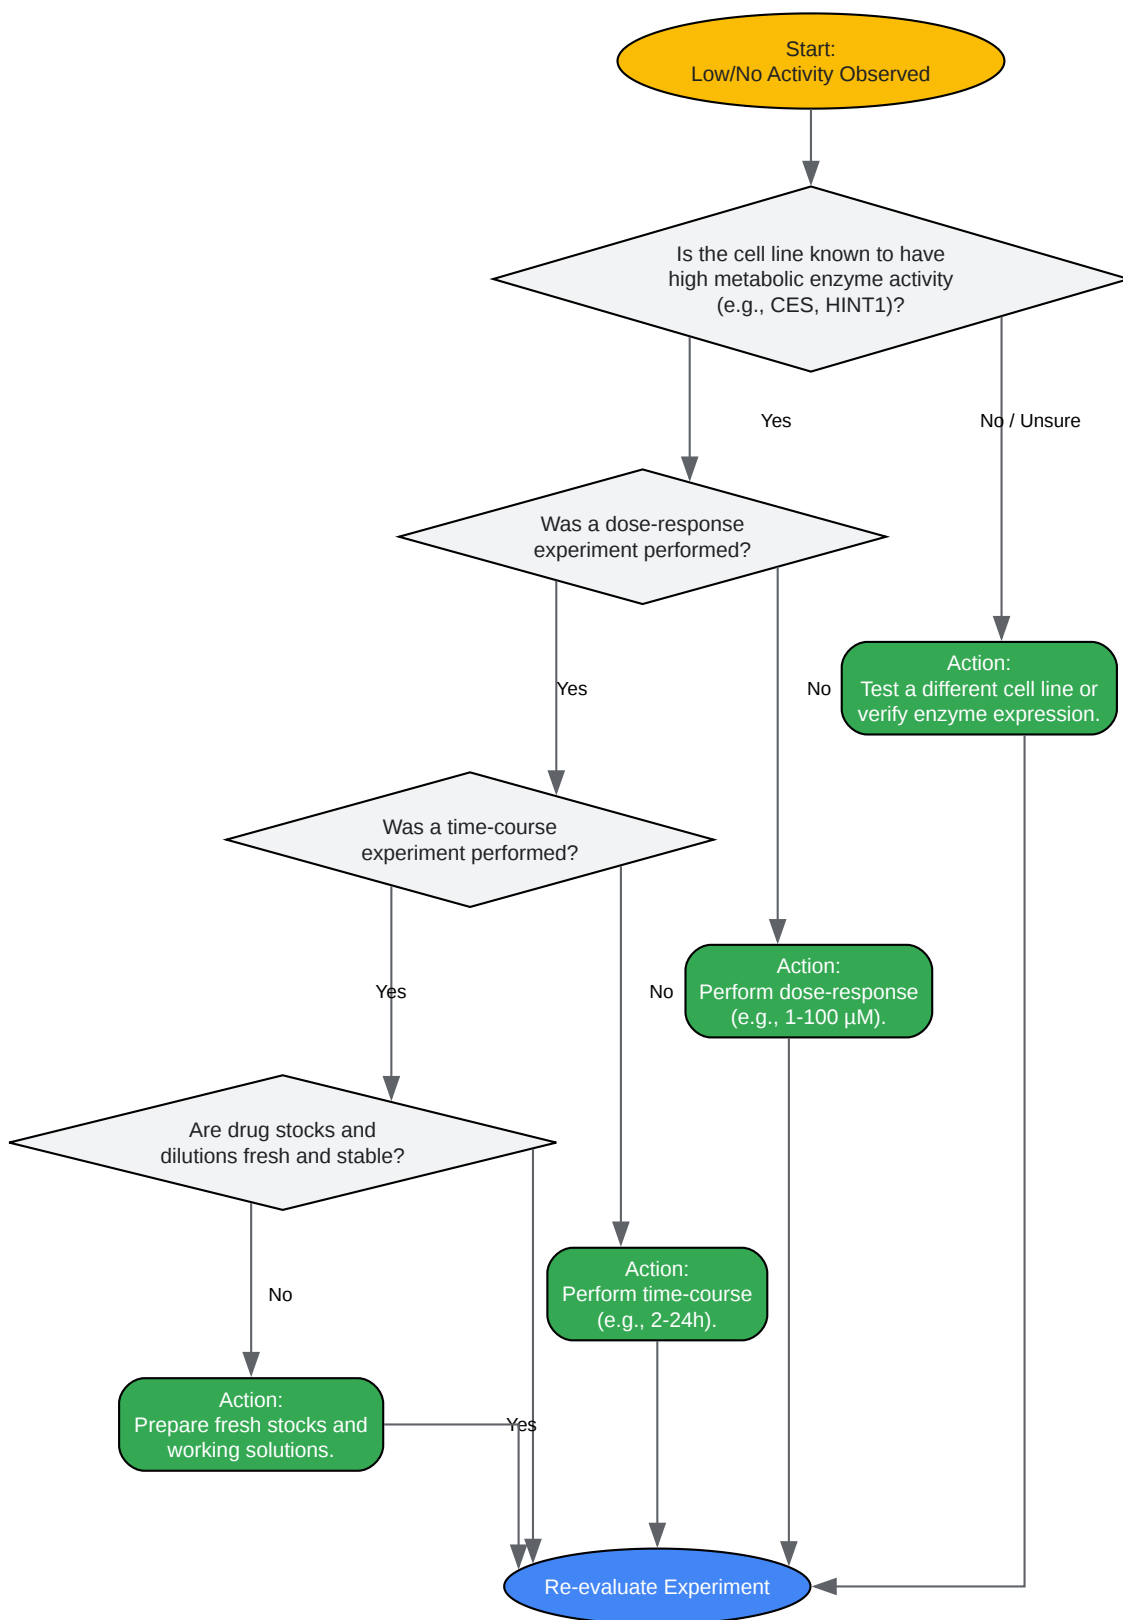 Start:
Low/No Activity Observed
Is the cell line known to have
high metabolic enzyme activity
(e.g., CES, HINT1)?
Yes
No / Unsure
Was a dose-response
experiment performed?
Yes
No
Action:
Test a different cell line or
verify enzyme expression.
Was a time-course
experiment performed?
Yes
No
Action:
Perform dose-response
(e.g., 1-100 µM).
Are drug stocks and
dilutions fresh and stable?
No
Action:
Perform time-course
(e.g., 2-24h).
Action:
Prepare fresh stocks and
working solutions.
Yes
Re-evaluate Experiment